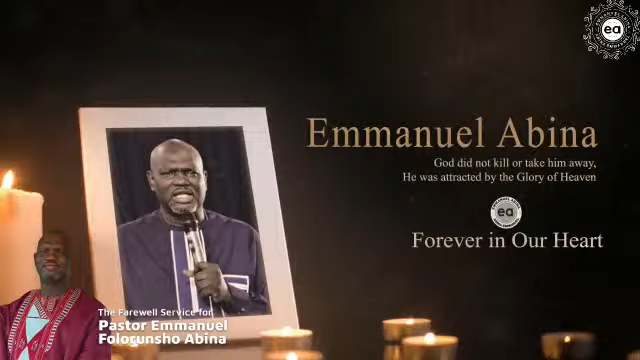 ea
Emmanuel Abina
God did not kill or take him away,
He was attracted by the Glory of Heaven
ea
Forever in Our Heart
The Farewell Service for
Pastor Emmanuel
Folorunsho Abina